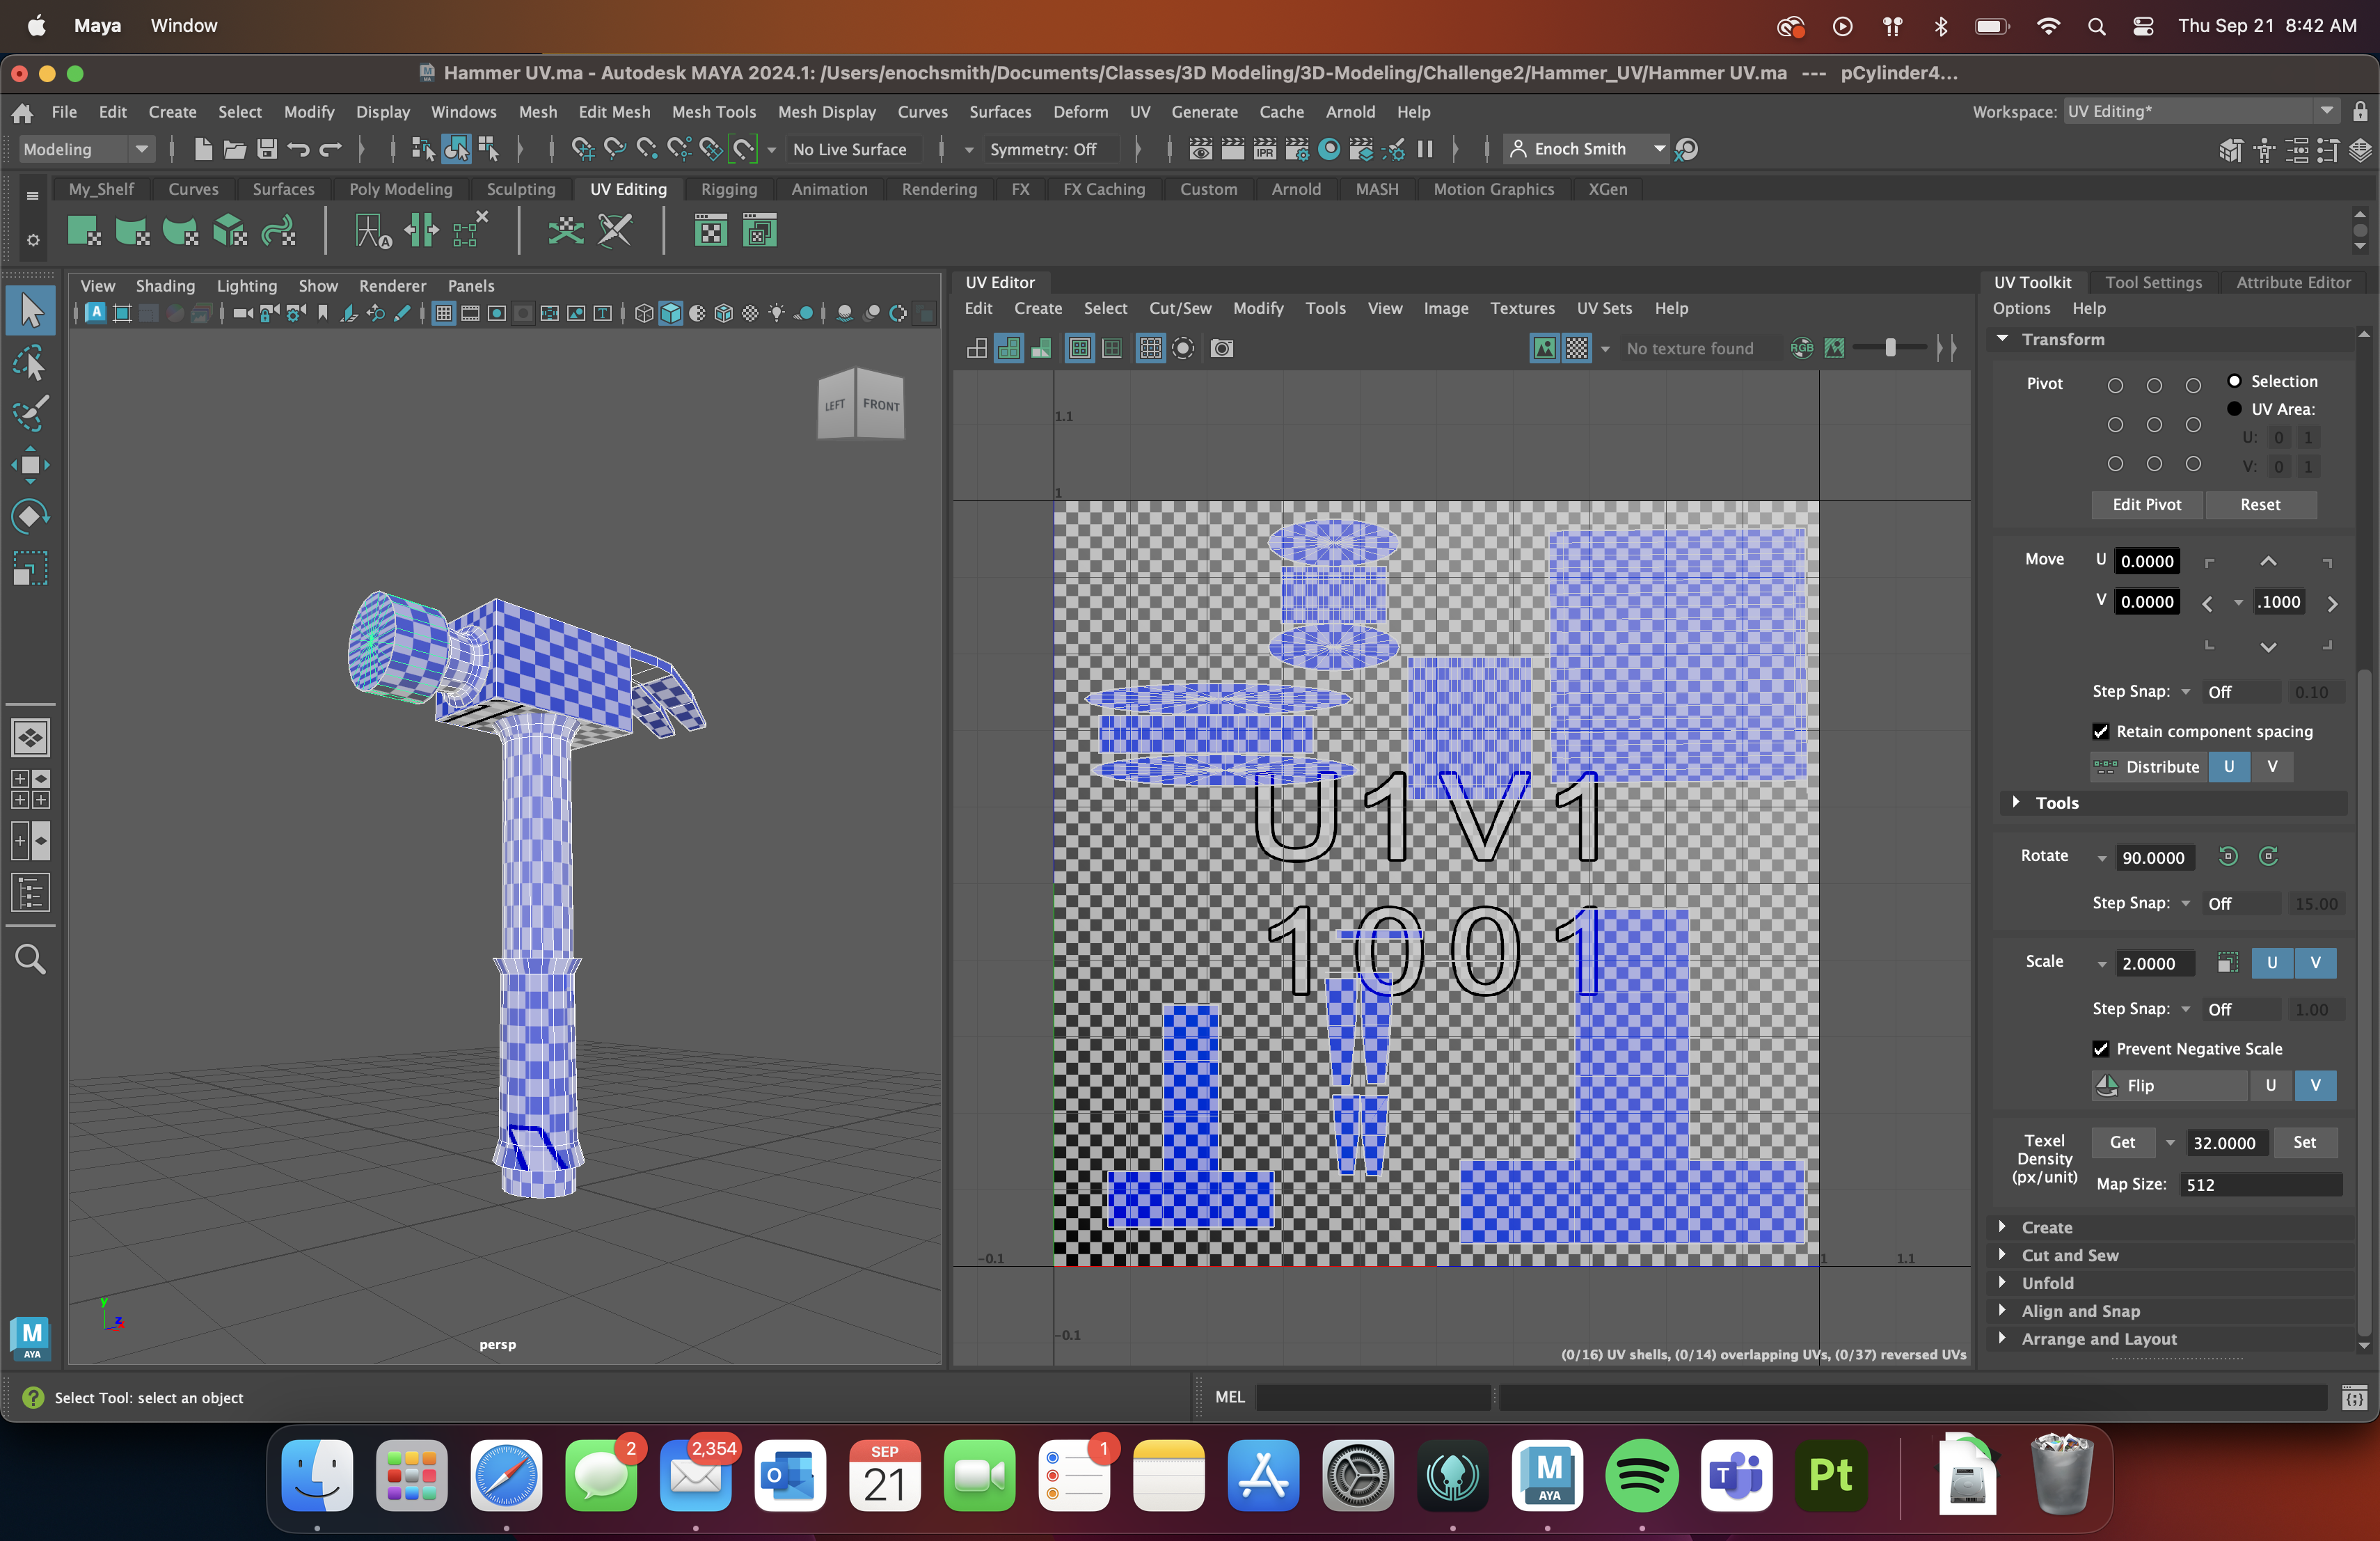 Maya Window Thu Sep 21 8:42 AM
Hammer UV.ma - Autodesk MAYA 2024.1: /Users/enochsmith/Documents/Classes/3D Modeling/3D-Modeling/Challenge2/Hammer_UV/Hammer UV.ma --- pCylinder4...
File Edit Create Select Modify Display Windows Mesh Edit Mesh Mesh Tools Mesh Display Curves Surfaces Deform UV Generate Cache Arnold Help Workspace: UV Editing*
Modeling No Live Surface Symmetry: Off IPR Enoch Smith
My_Shelf Curves Surfaces Poly Modeling Sculpting UV Editing Rigging Animation Rendering FX FX Caching Custom Arnold MASH Motion Graphics XGen
View Shading Lighting Show Renderer Panels
LEFT FRONT
y
z
persp
UV Editor
Edit Create Select Cut/Sew Modify Tools View Image Textures UV Sets Help
No texture found RGB
1.1
1
U1V1
1001
-0.1 1 1.1
-0.1
(0/16) UV shells, (0/14) overlapping UVs, (0/37) reversed UVs
UV Toolkit Tool Settings Attribute Editor
Options Help
Transform
Pivot Selection
UV Area:
U: 0 1
V: 0 1
Edit Pivot Reset
Move U 0.0000
V 0.0000 .1000
Step Snap: Off 0.10
Retain component spacing
Distribute U V
Tools
Rotate 90.0000
Step Snap: Off 15.00
Scale 2.0000 U V
Step Snap: Off 1.00
Prevent Negative Scale
Flip U V
Texel Density (px/unit) Get 32.0000 Set
Map Size: 512
Create
Cut and Sew
Unfold
Align and Snap
Arrange and Layout
M
AYA
Select Tool: select an object MEL
2 2,354 SEP 21 1 M AYA Pt